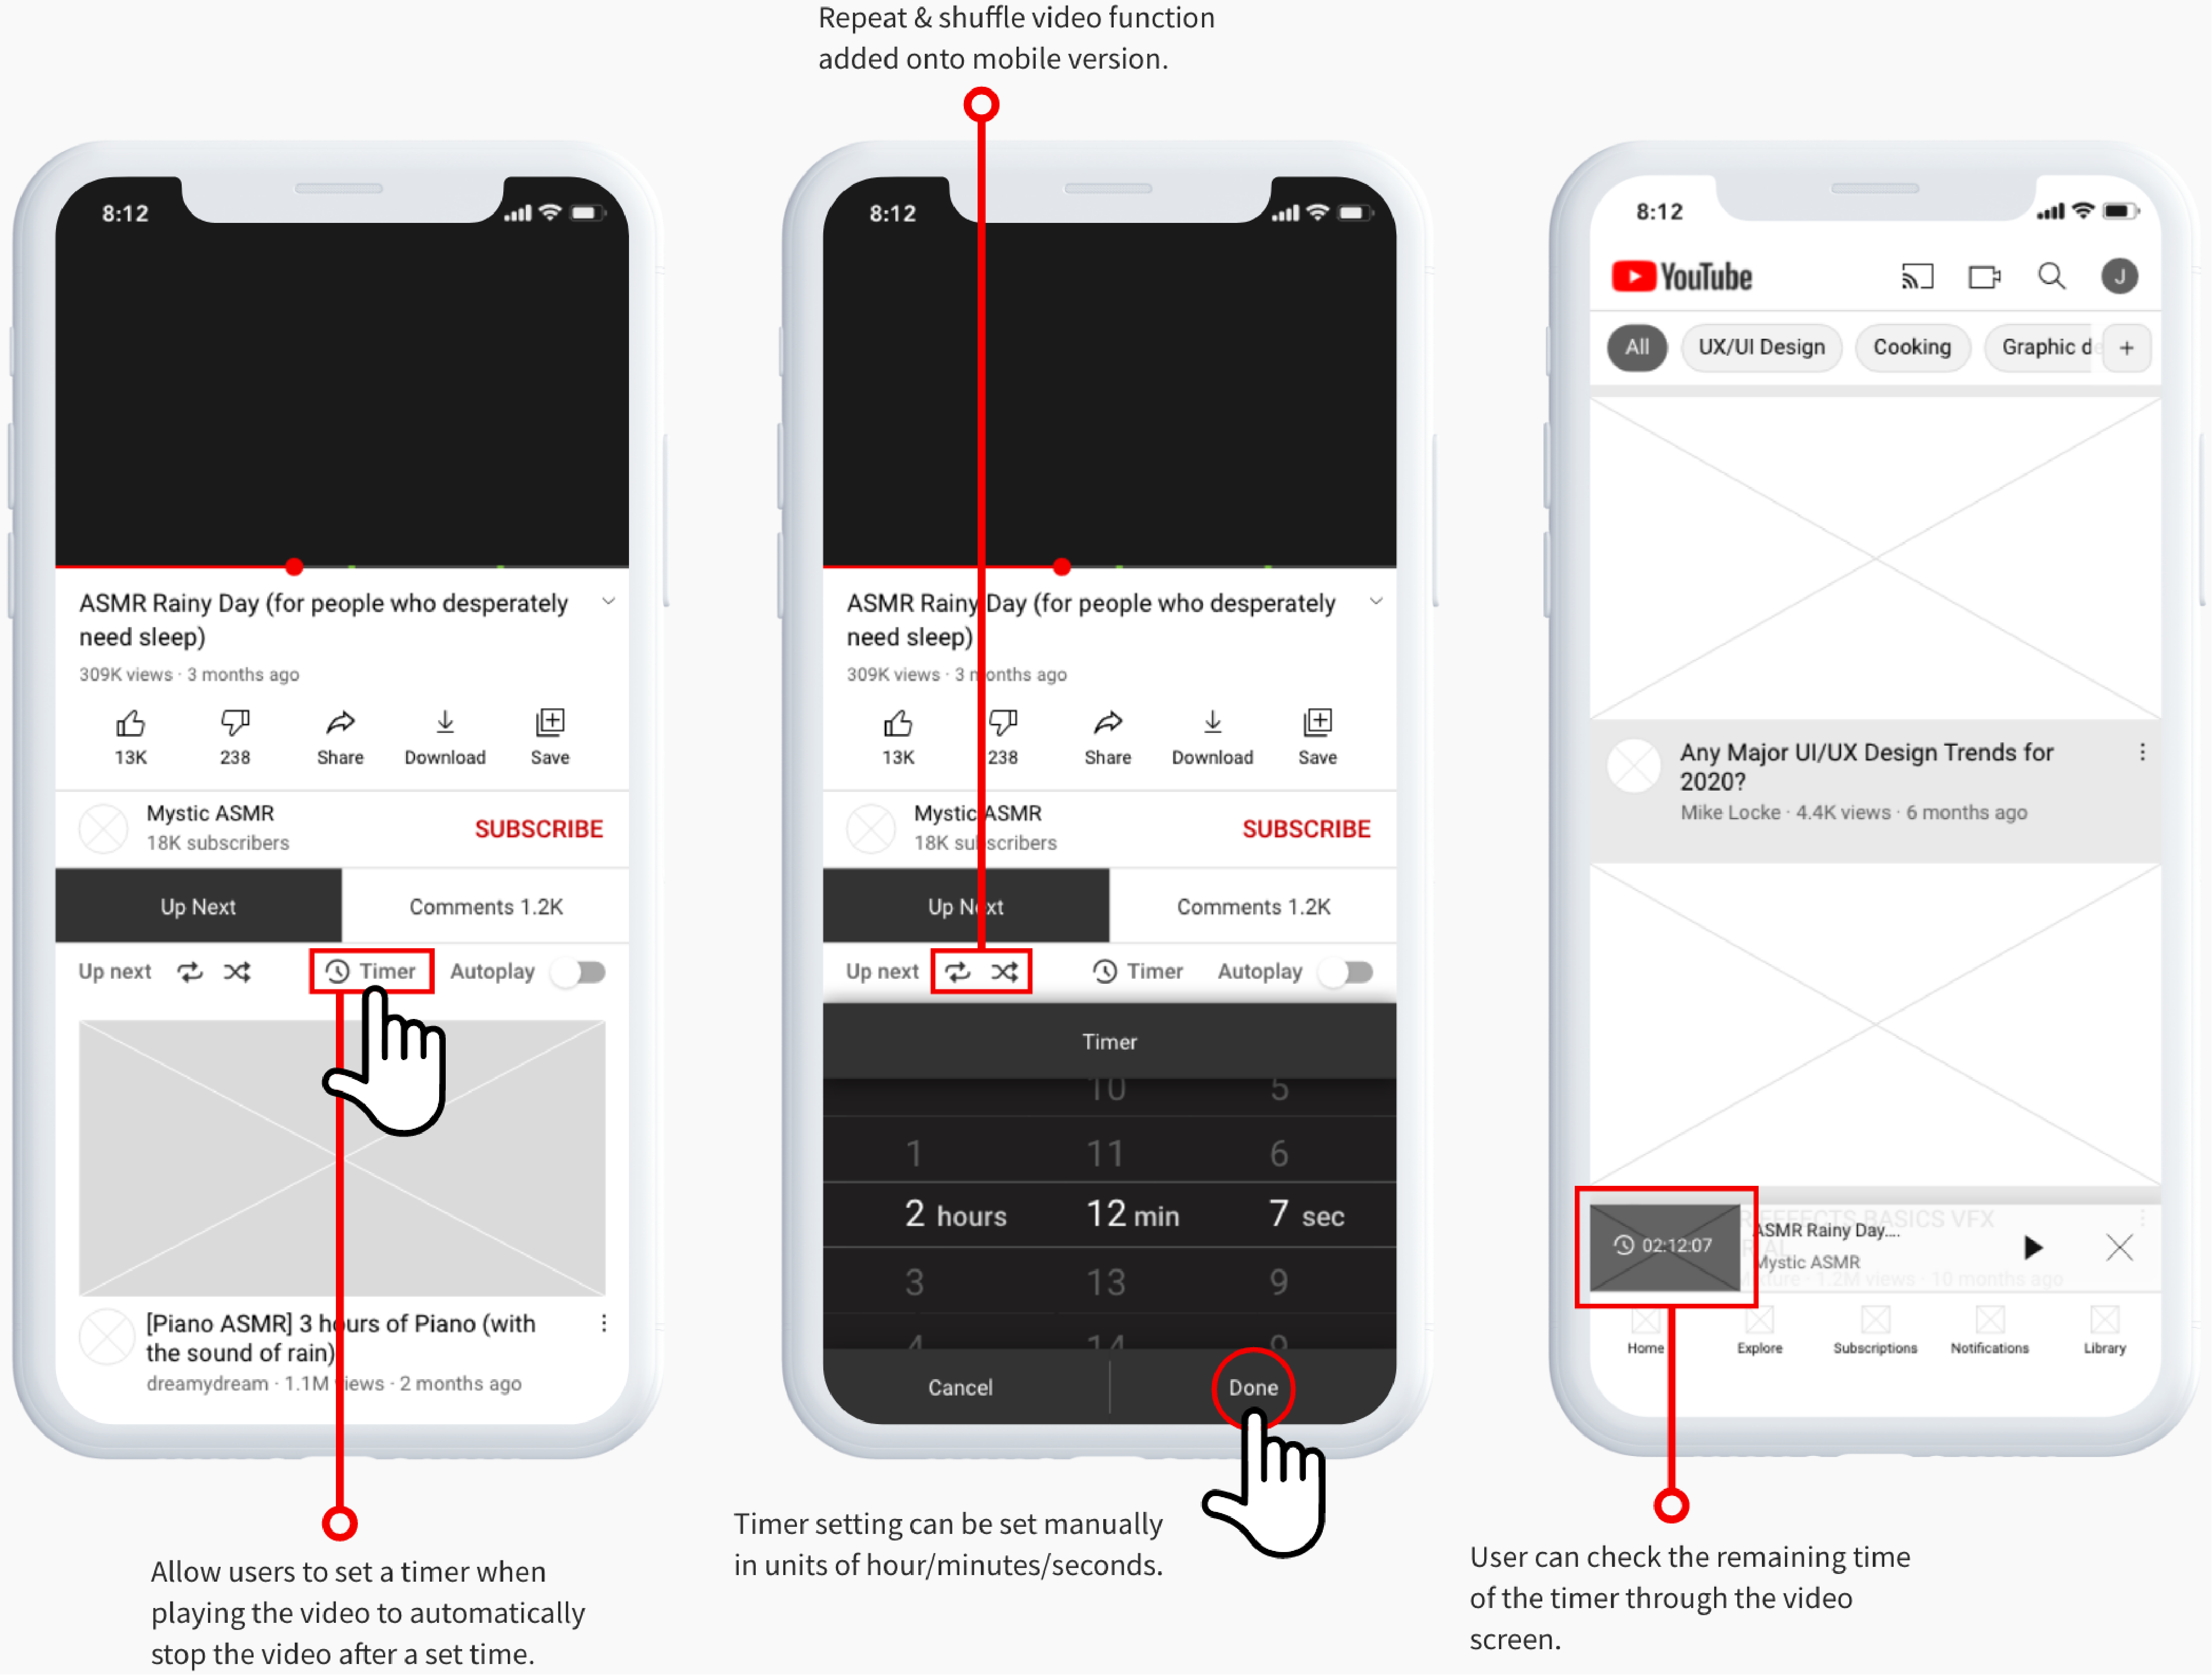 Repeat & shuffle video function
added onto mobile version.
8:12
ASMR Rainy Day (for people who desperately
need sleep)
309K views · 3 months ago
13K
238
Share
Download
Save
Mystic ASMR
18K subscribers
SUBSCRIBE
Up Next
Comments 1.2K
Up next
Timer
Autoplay
[Piano ASMR] 3 hours of Piano (with
the sound of rain)
dreamydream · 1.1M views · 2 months ago
Allow users to set a timer when
playing the video to automatically
stop the video after a set time.
8:12
ASMR Rainy Day (for people who desperately
need sleep)
309K views · 3 months ago
13K
238
Share
Download
Save
Mystic ASMR
18K subscribers
SUBSCRIBE
Up Next
Comments 1.2K
Up next
Timer
Autoplay
Timer
10 5
1 11 6
2 hours 12 min 7 sec
3 13 9
4 14 9
Cancel
Done
Timer setting can be set manually
in units of hour/minutes/seconds.
8:12
YouTube
J
All
UX/UI Design
Cooking
Graphic
+
Any Major UI/UX Design Trends for
2020?
Mike Locke · 4.4K views · 6 months ago
EFFECTS BASICS VFX
02:12:07
ASMR Rainy Day....
Mystic ASMR
1.2M views · 10 months ago
Home
Explore
Subscriptions
Notifications
Library
User can check the remaining time
of the timer through the video
screen.